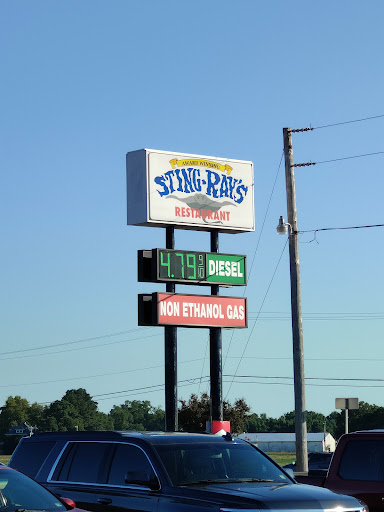 AWARD WINNING
STING-RAY'S
RESTAURANT
4.79 9/10 DIESEL
NON ETHANOL GAS